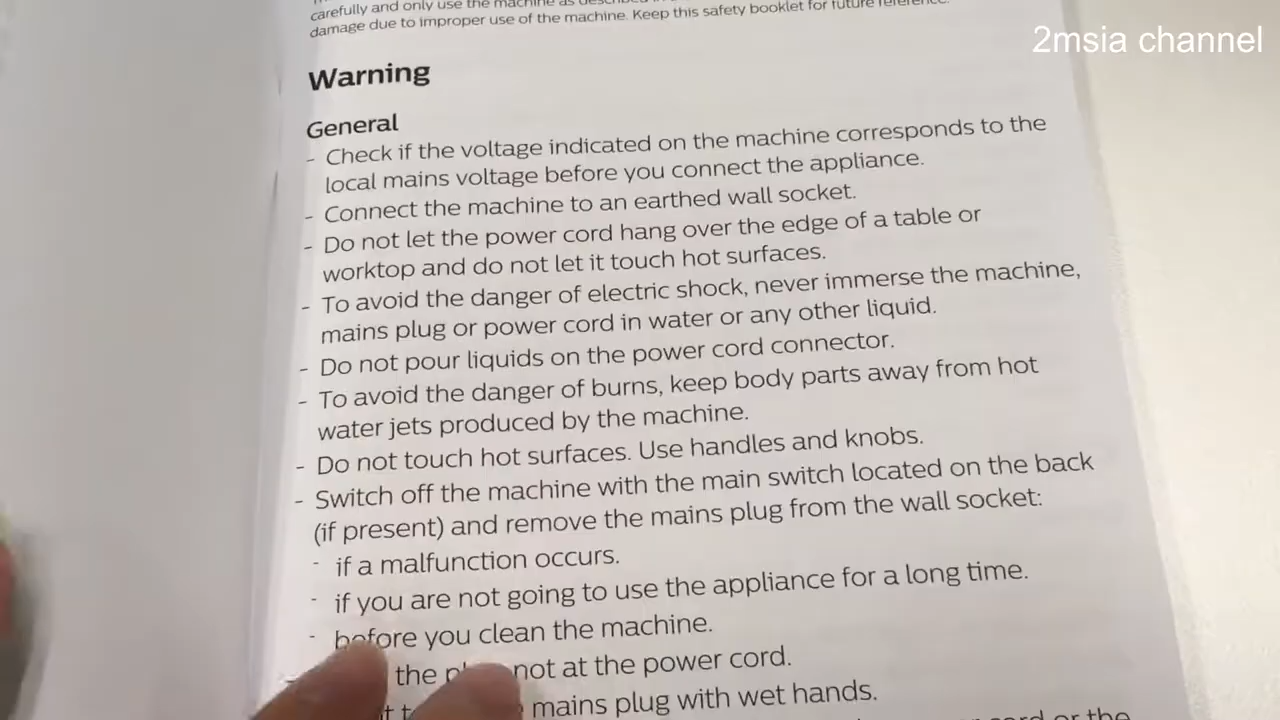 carefully and only use the machine as described in
damage due to improper use of the machine. Keep this safety booklet for future reference.
2msia channel
Warning
General
- Check if the voltage indicated on the machine corresponds to the
local mains voltage before you connect the appliance.
- Connect the machine to an earthed wall socket.
- Do not let the power cord hang over the edge of a table or
worktop and do not let it touch hot surfaces.
- To avoid the danger of electric shock, never immerse the machine,
mains plug or power cord in water or any other liquid.
- Do not pour liquids on the power cord connector.
- To avoid the danger of burns, keep body parts away from hot
water jets produced by the machine.
- Do not touch hot surfaces. Use handles and knobs.
- Switch off the machine with the main switch located on the back
(if present) and remove the mains plug from the wall socket:
- if a malfunction occurs.
- if you are not going to use the appliance for a long time.
- before you clean the machine.
the not at the power cord.
mains plug with wet hands.
cord or the